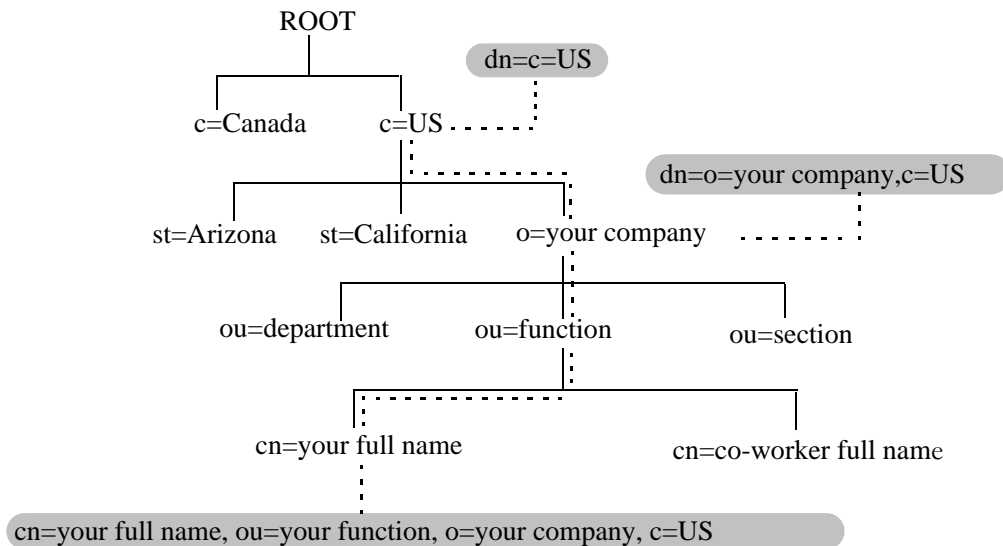 ROOT
dn=c=US
c=Canada
c=US
dn=o=your company,c=US
st=Arizona
st=California
o=your company
ou=department
ou=function
ou=section
cn=your full name
cn=co-worker full name
cn=your full name, ou=your function, o=your company, c=US